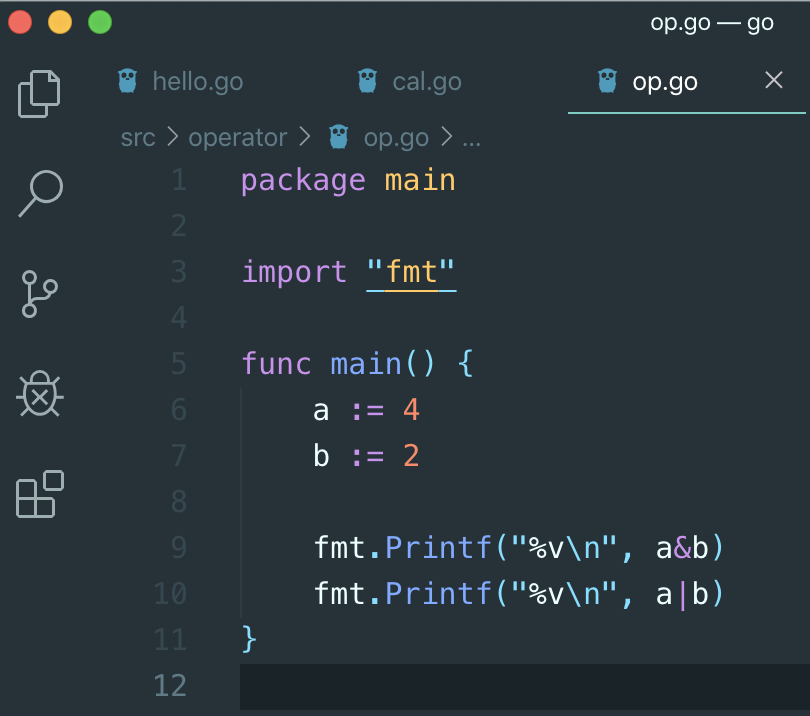 op.go — go
hello.go cal.go op.go
src > operator > op.go > ...
1 package main
2
3 import "fmt"
4
5 func main() {
6     a := 4
7     b := 2
8
9     fmt.Printf("%v\n", a&b)
10     fmt.Printf("%v\n", a|b)
11 }
12